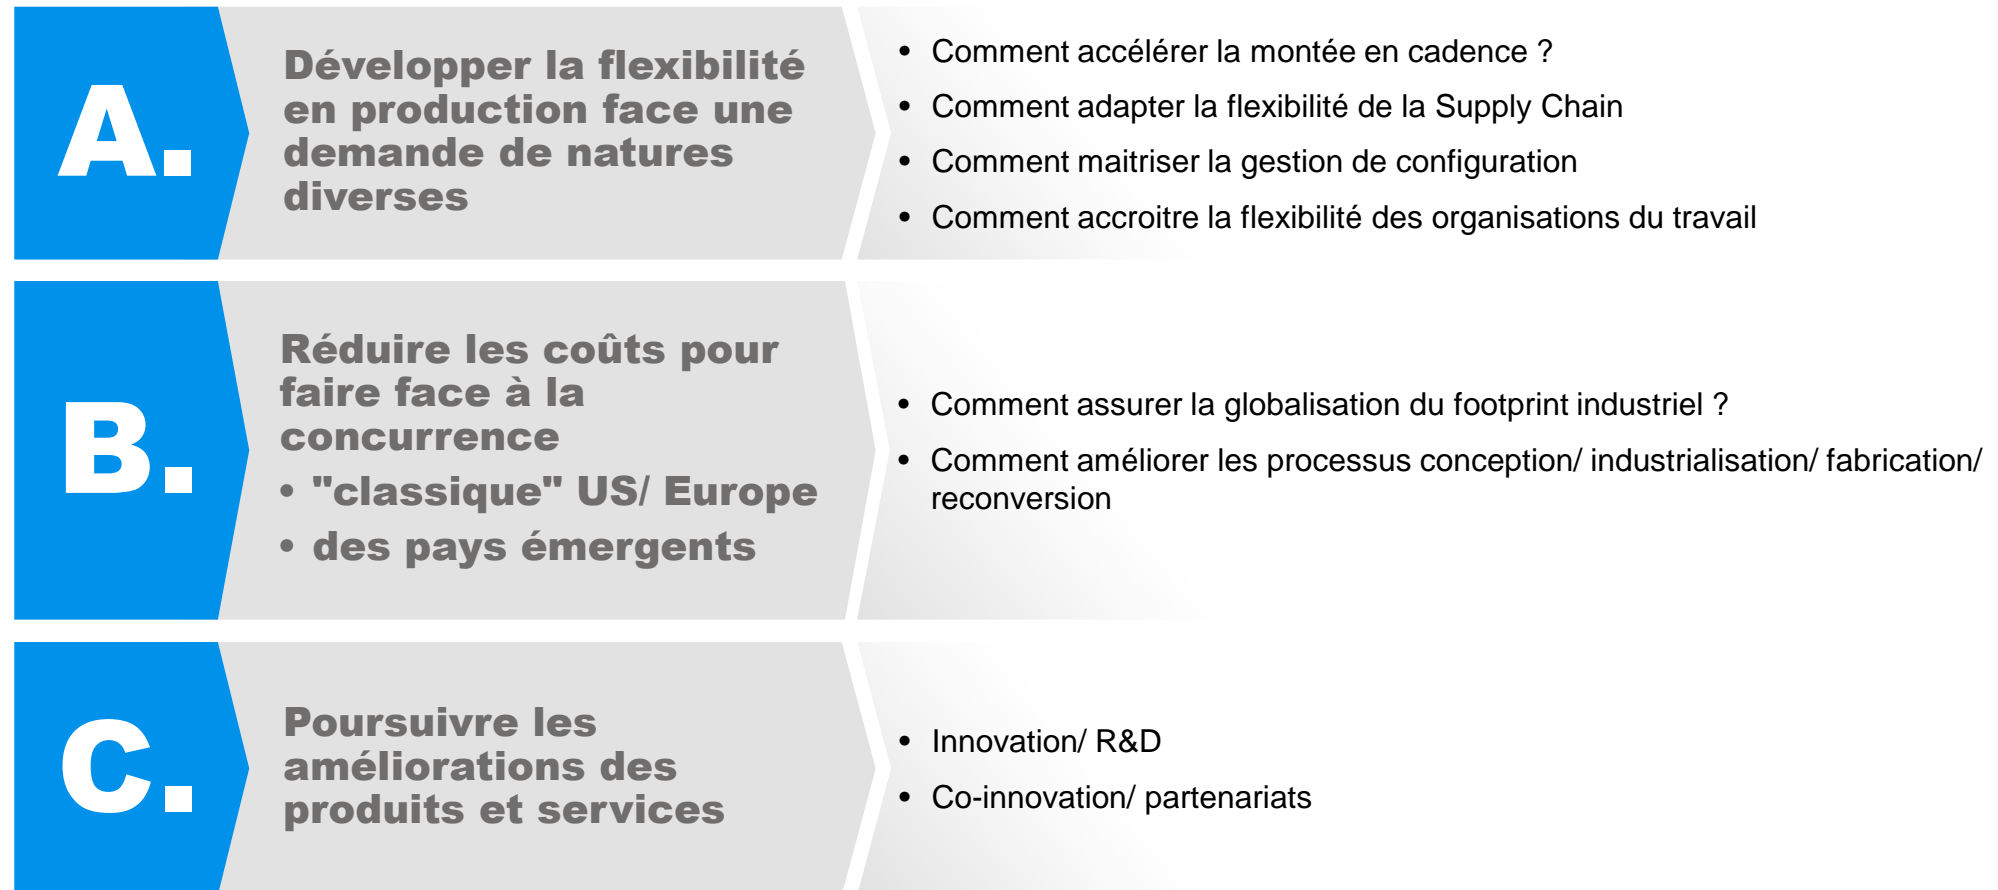 A.
Développer la flexibilité
en production face une
demande de natures
diverses
• Comment accélérer la montée en cadence ?
• Comment adapter la flexibilité de la Supply Chain
• Comment maitriser la gestion de configuration
• Comment accroitre la flexibilité des organisations du travail
B.
Réduire les coûts pour
faire face à la
concurrence
• "classique" US/ Europe
• des pays émergents
• Comment assurer la globalisation du footprint industriel ?
• Comment améliorer les processus conception/ industrialisation/ fabrication/
reconversion
C.
Poursuivre les
améliorations des
produits et services
• Innovation/ R&D
• Co-innovation/ partenariats